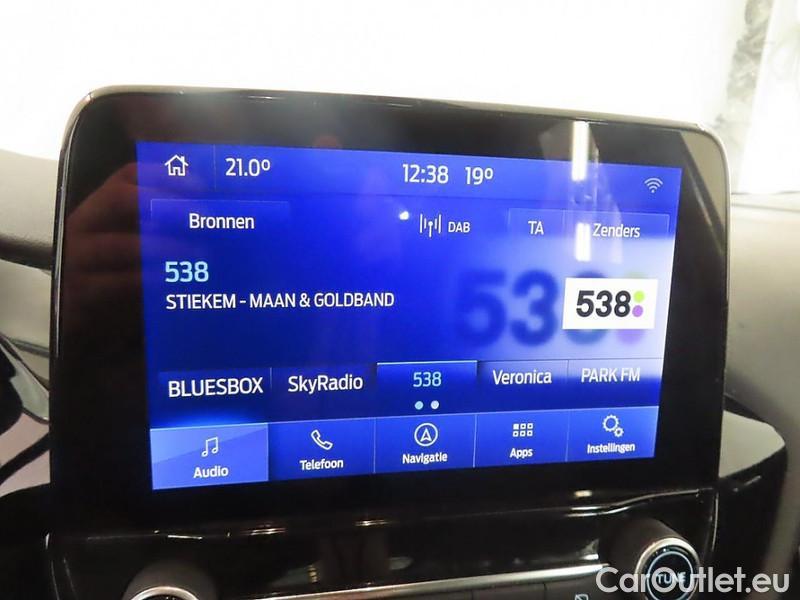 21.0° 12:38 19°
Bronnen DAB TA Zenders
538
STIEKEM - MAAN & GOLDBAND
538
538
BLUESBOX SkyRadio 538 Veronica PARK FM
Audio Telefoon Navigatie Apps Instellingen
TUNE
CarOutlet.eu